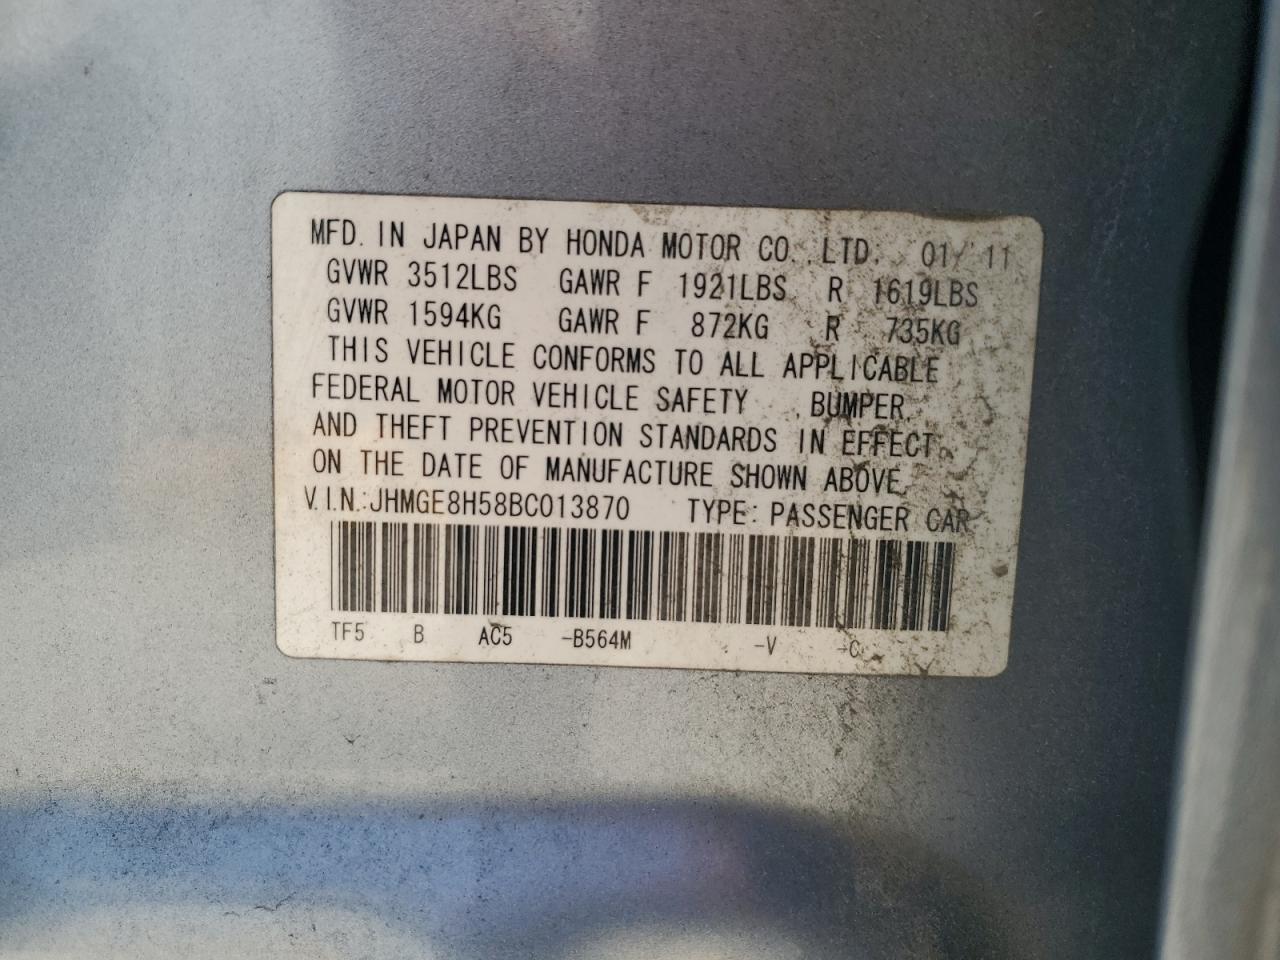 MFD. IN JAPAN BY HONDA MOTOR CO., LTD. 01/11
GVWR 3512LBS GAWR F 1921LBS R 1619LBS
GVWR 1594KG GAWR F 872KG R 735KG
THIS VEHICLE CONFORMS TO ALL APPLICABLE
FEDERAL MOTOR VEHICLE SAFETY, BUMPER,
AND THEFT PREVENTION STANDARDS IN EFFECT
ON THE DATE OF MANUFACTURE SHOWN ABOVE.
V.I.N.:JHMGE8H58BC013870 TYPE: PASSENGER CAR
TF5 B AC5 -B564M -V -C